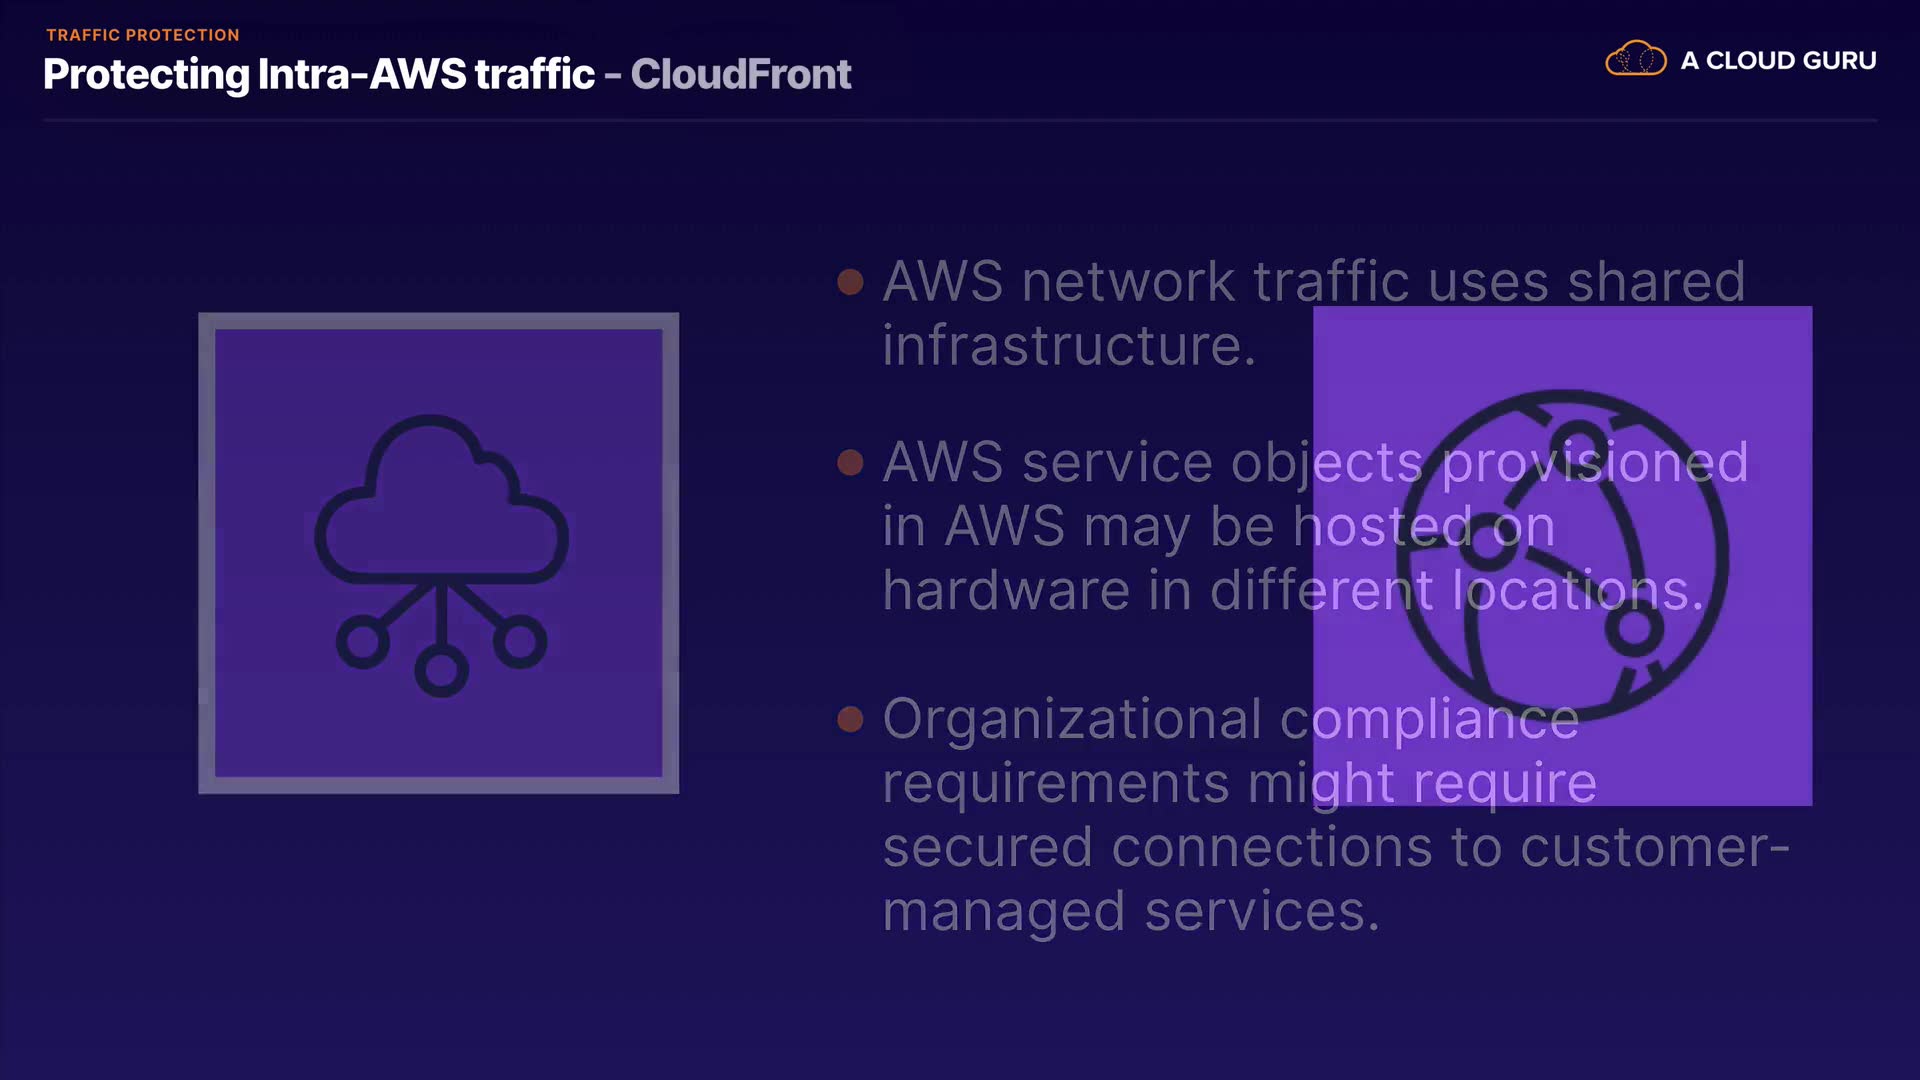 TRAFFIC PROTECTION
Protecting Intra-AWS traffic - CloudFront
A CLOUD GURU
AWS network traffic uses shared
infrastructure.
AWS service objects provisioned
in AWS may be hosted on
hardware in different locations.
Organizational compliance
requirements might require
secured connections to customer-
managed services.